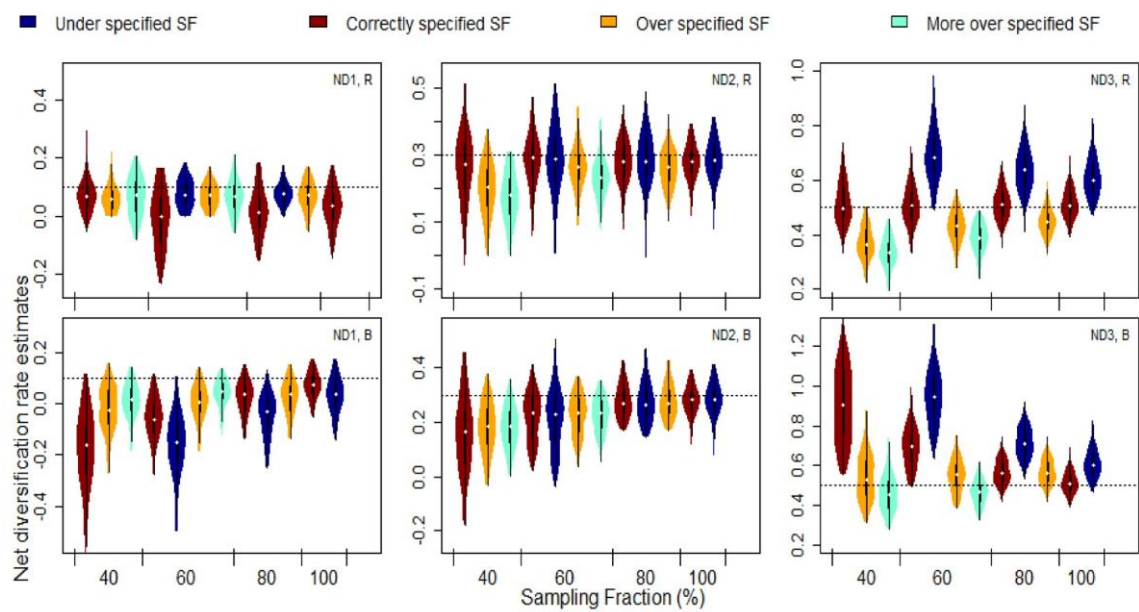 Under specified SF Correctly specified SF Over specified SF More over specified SF
Net diversification rate estimates
ND1, R
0.4
0.2
0.0
-0.2
ND2, R
0.5
0.3
0.1
-0.1
ND3, R
1.0
0.8
0.6
0.4
0.2
ND1, B
0.2
0.0
-0.2
-0.4
ND2, B
0.4
0.2
0.0
-0.2
ND3, B
1.2
1.0
0.8
0.6
0.4
0.2
40 60 80 100
40 60 80 100
40 60 80 100
Sampling Fraction (%)